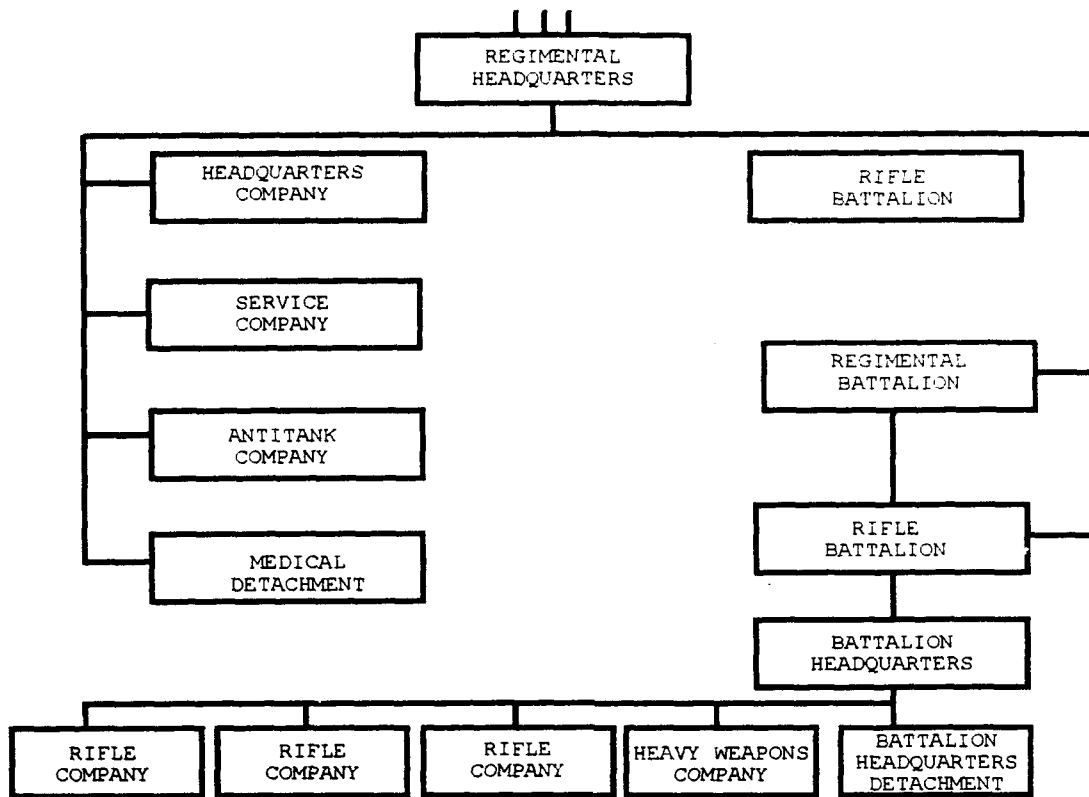 REGIMENTAL
HEADQUARTERS
HEADQUARTERS
COMPANY
RIFLE
BATTALION
SERVICE
COMPANY
REGIMENTAL
BATTALION
ANTITANK
COMPANY
RIFLE
BATTALION
MEDICAL
DETACHMENT
BATTALION
HEADQUARTERS
RIFLE
COMPANY
RIFLE
COMPANY
RIFLE
COMPANY
HEAVY WEAPONS
COMPANY
BATTALION
HEADQUARTERS
DETACHMENT